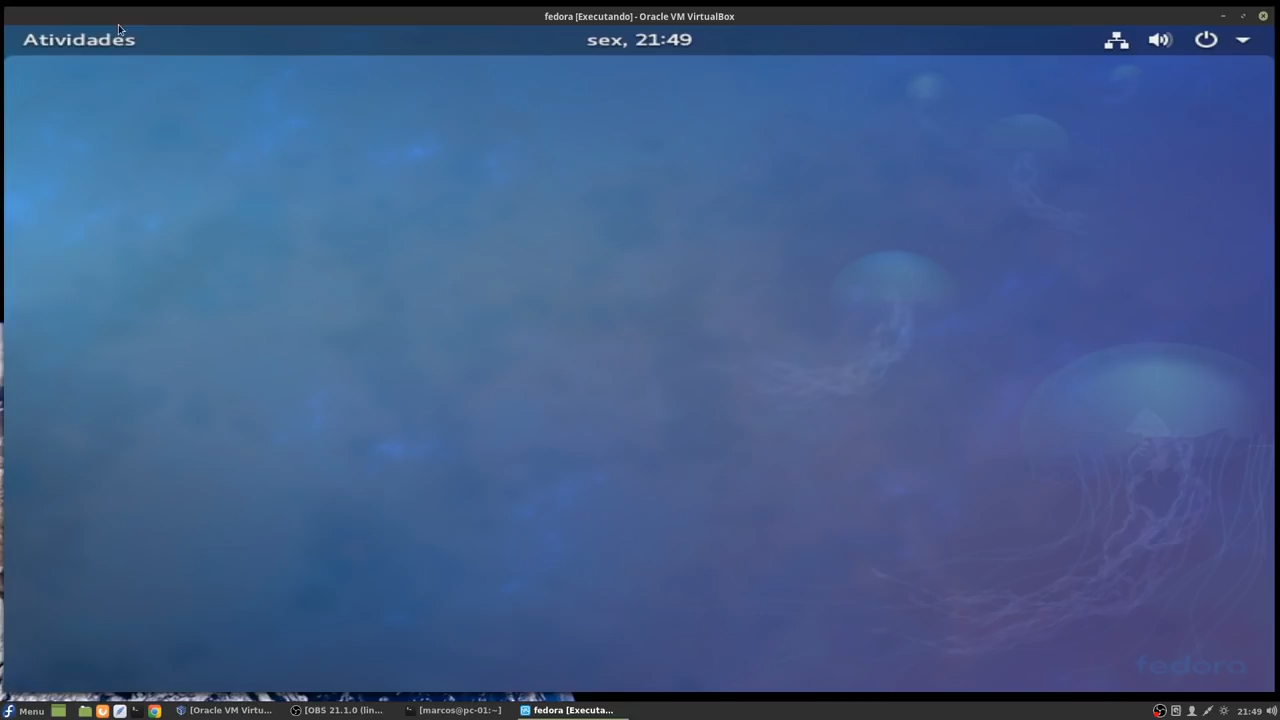 fedora [Executando] - Oracle VM VirtualBox
Atividades
sex, 21:49
fedora
Menu
[Oracle VM Virtu...
[OBS 21.1.0 (lin...
[marcos@pc-01:~]
fedora [Executa...
21:49